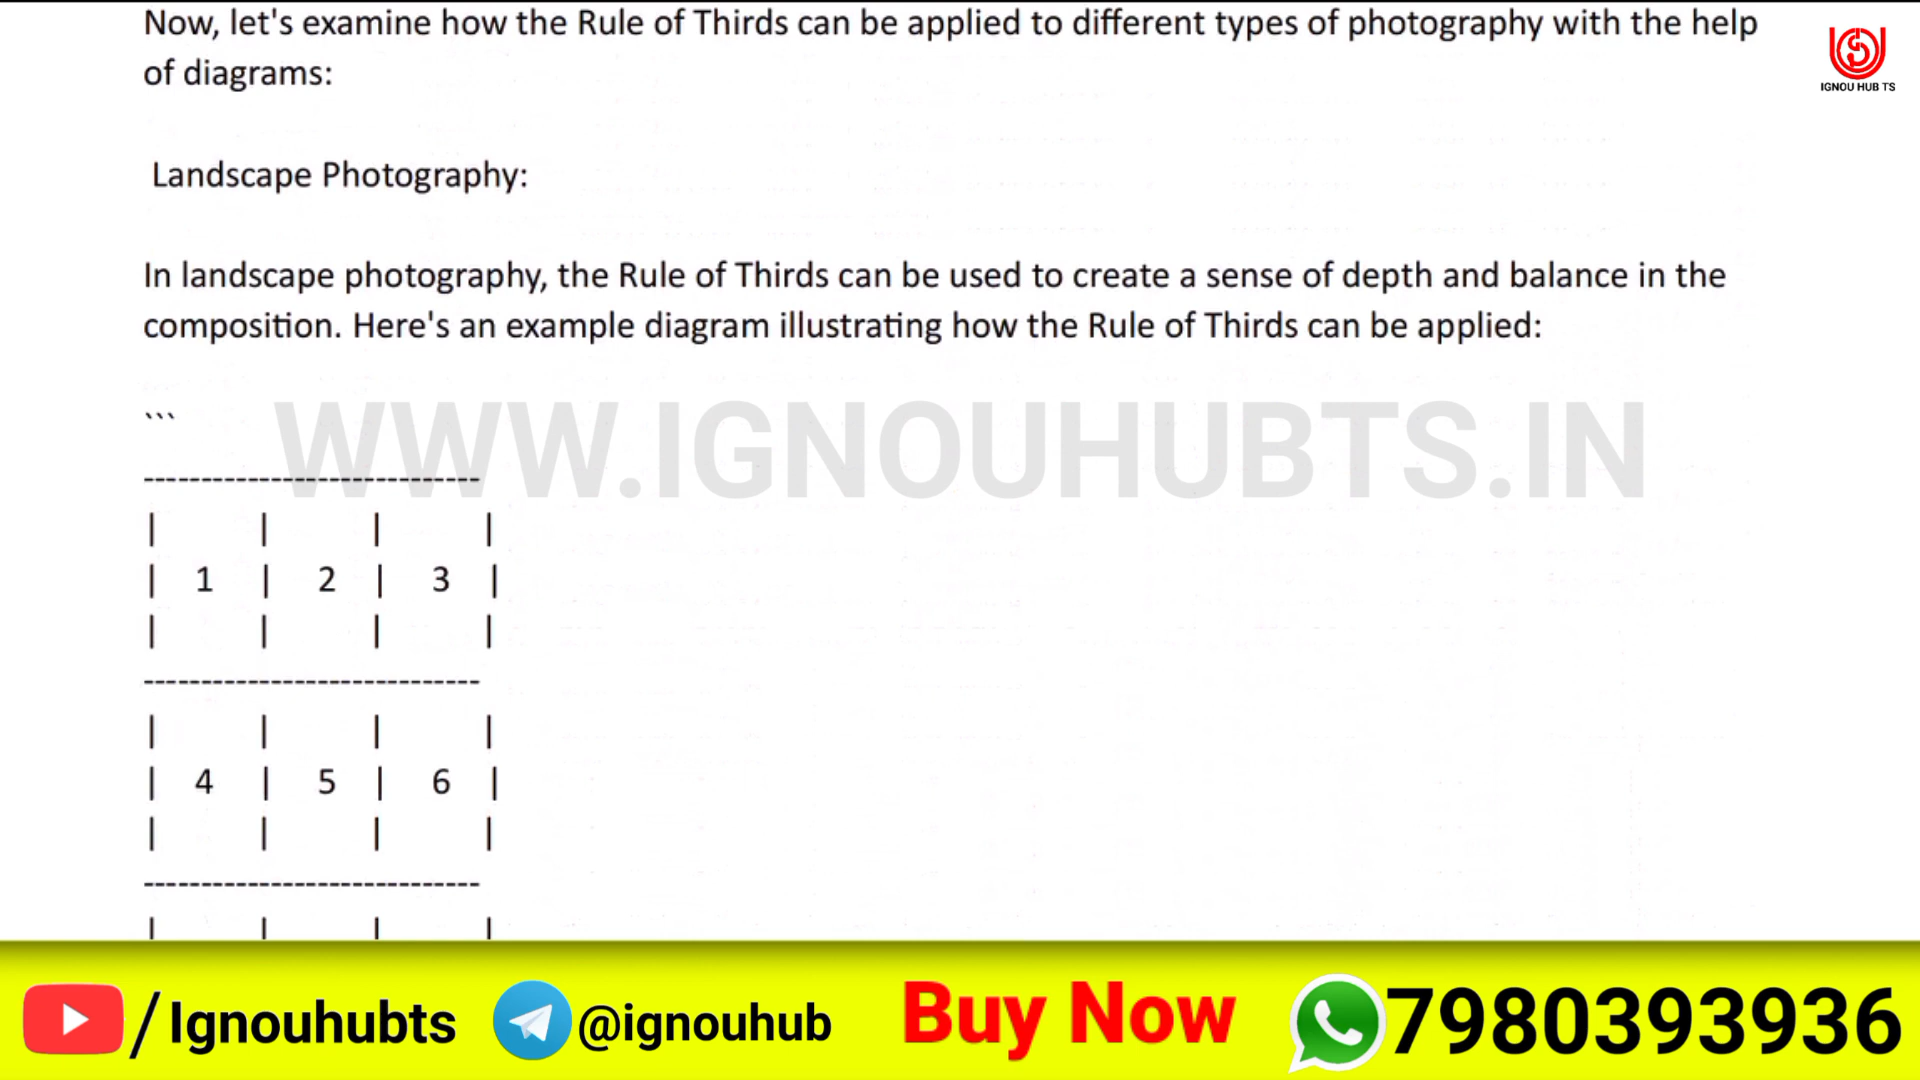 Now, let's examine how the Rule of Thirds can be applied to different types of photography with the help
of diagrams:
IGNOU HUB TS
Landscape Photography:
In landscape photography, the Rule of Thirds can be used to create a sense of depth and balance in the
composition. Here's an example diagram illustrating how the Rule of Thirds can be applied:
```
WWW.IGNOUHUBTS.IN
-----------------------------
| | | |
| 1 | 2 | 3 |
| | | |
-----------------------------
| | | |
| 4 | 5 | 6 |
| | | |
-----------------------------
| | | |
/Ignouhubts @ignouhub Buy Now 7980393936